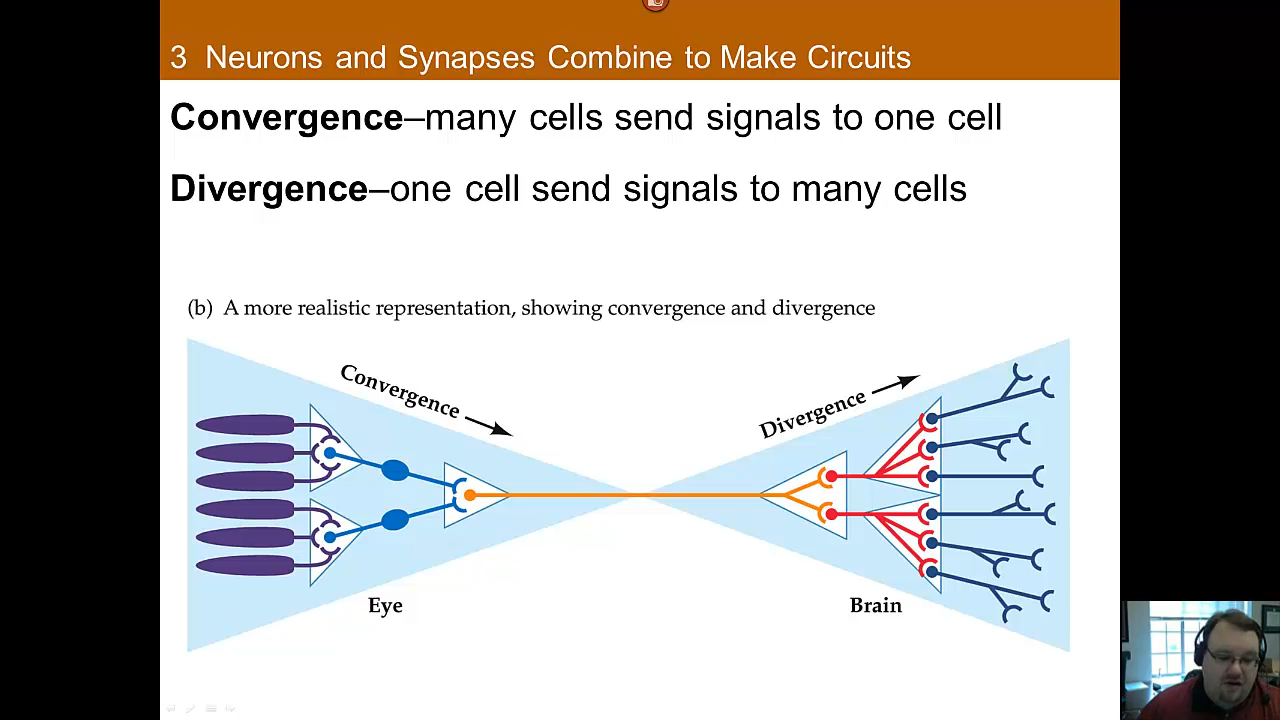 3 Neurons and Synapses Combine to Make Circuits
Convergence–many cells send signals to one cell
Divergence–one cell send signals to many cells
(b) A more realistic representation, showing convergence and divergence
Convergence
Divergence
Eye
Brain